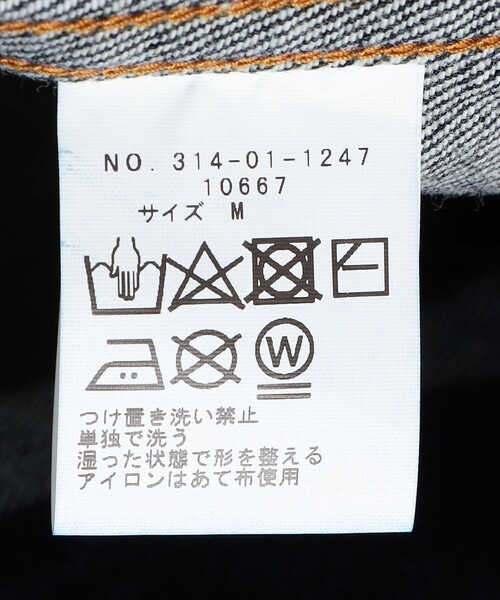 NO. 314-01-1247
10667
サイズ M
W
つけ置き洗い禁止
単独で洗う
湿った状態で形を整える
アイロンはあて布使用